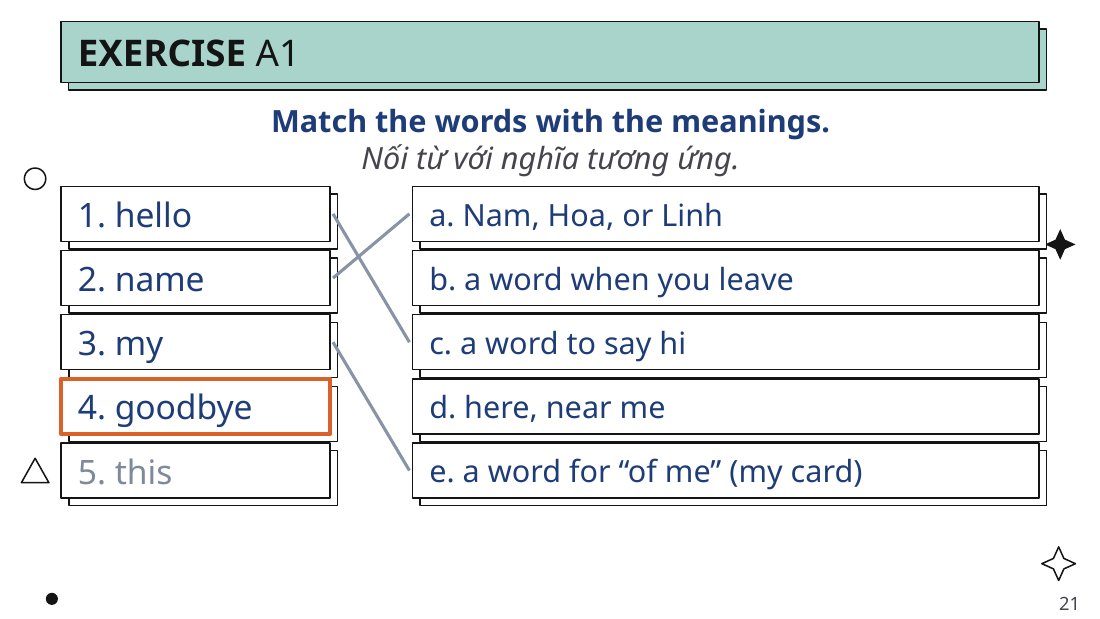 EXERCISE A1
Match the words with the meanings.
Nối từ với nghĩa tương ứng.
1. hello
a. Nam, Hoa, or Linh
2. name
b. a word when you leave
3. my
c. a word to say hi
4. goodbye
d. here, near me
5. this
e. a word for “of me” (my card)
21